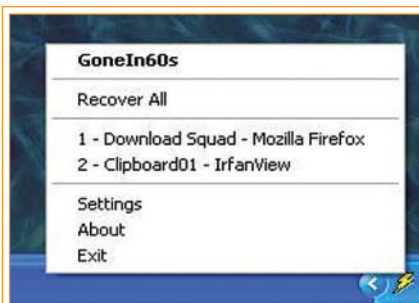 GoneIn60s
Recover All
1 - Download Squad - Mozilla Firefox
2 - Clipboard01 - IrfanView
Settings
About
Exit